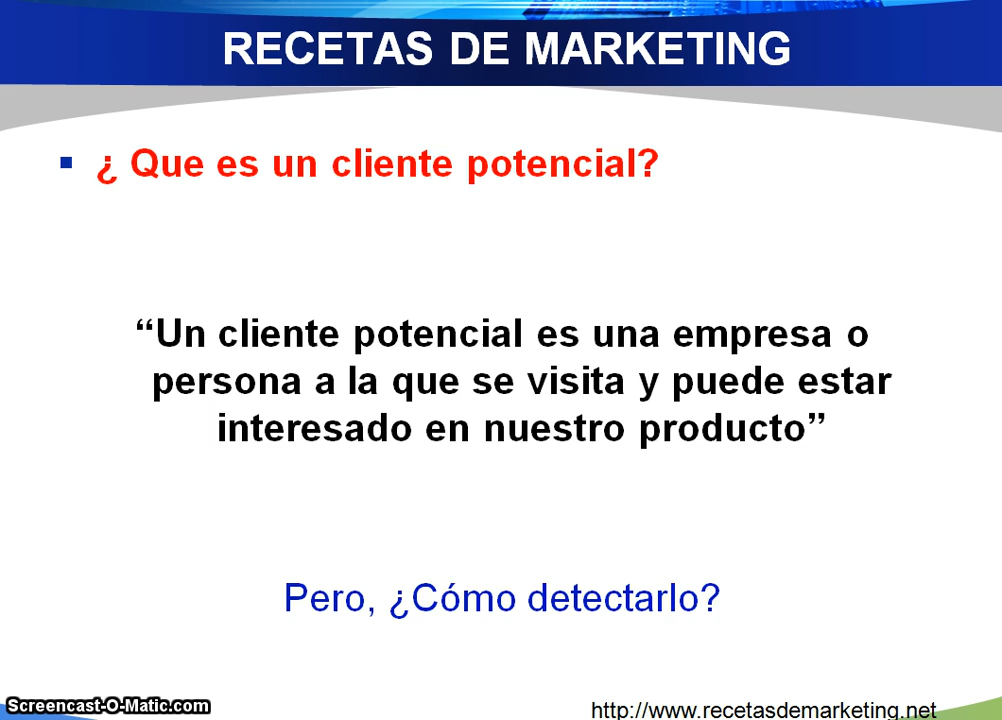 RECETAS DE MARKETING
¿ Que es un cliente potencial?
“Un cliente potencial es una empresa o
persona a la que se visita y puede estar
interesado en nuestro producto”
Pero, ¿Cómo detectarlo?
Screencast-O-Matic.com
http://www.recetasdemarketing.net